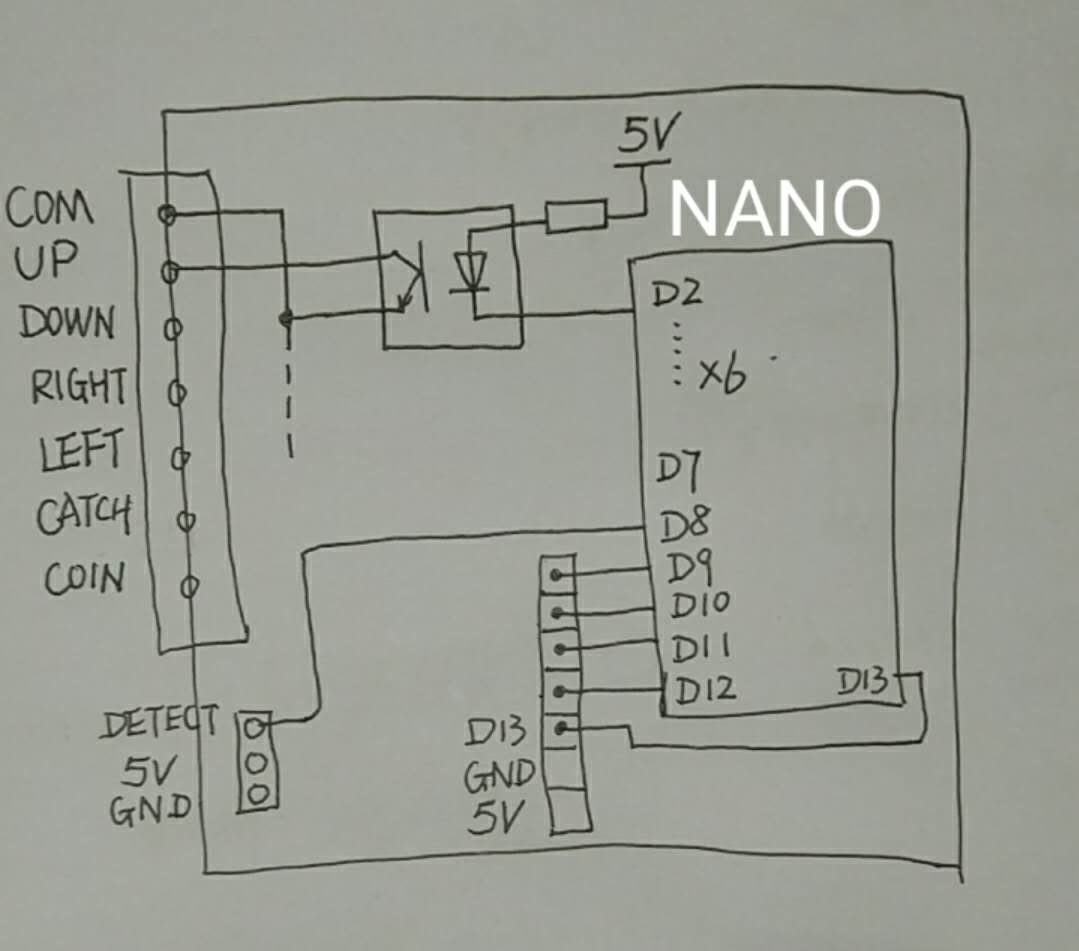 5V
NANO
COM
UP
DOWN
RIGHT
LEFT
CATCH
COIN
D2
x6
D7
D8
D9
D10
D11
D12
D13
DETECT
5V
GND
D13
GND
5V